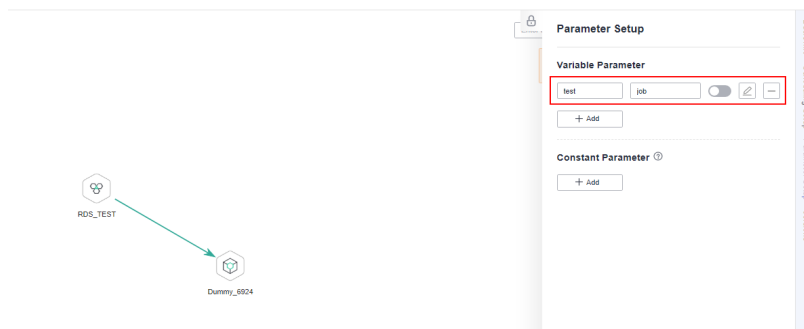 Parameter Setup
Variable Parameter
test job
+ Add
Constant Parameter ?
+ Add
RDS_TEST
Dummy_6924